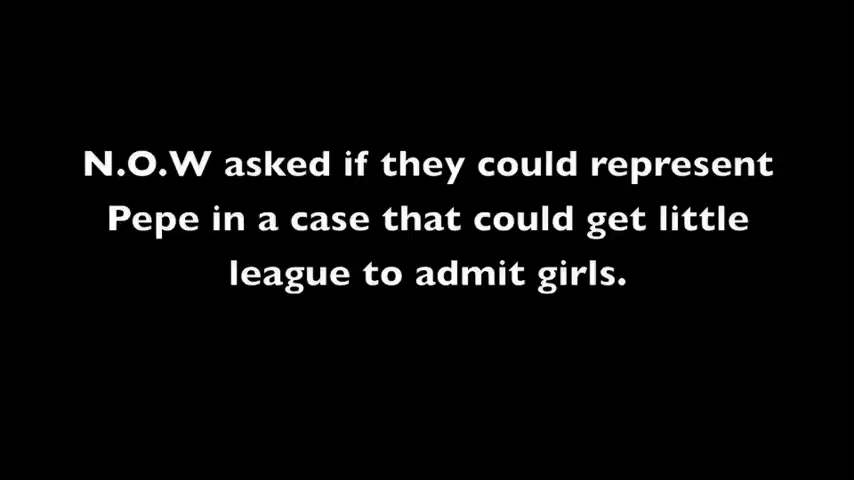 N.O.W asked if they could represent
Pepe in a case that could get little
league to admit girls.